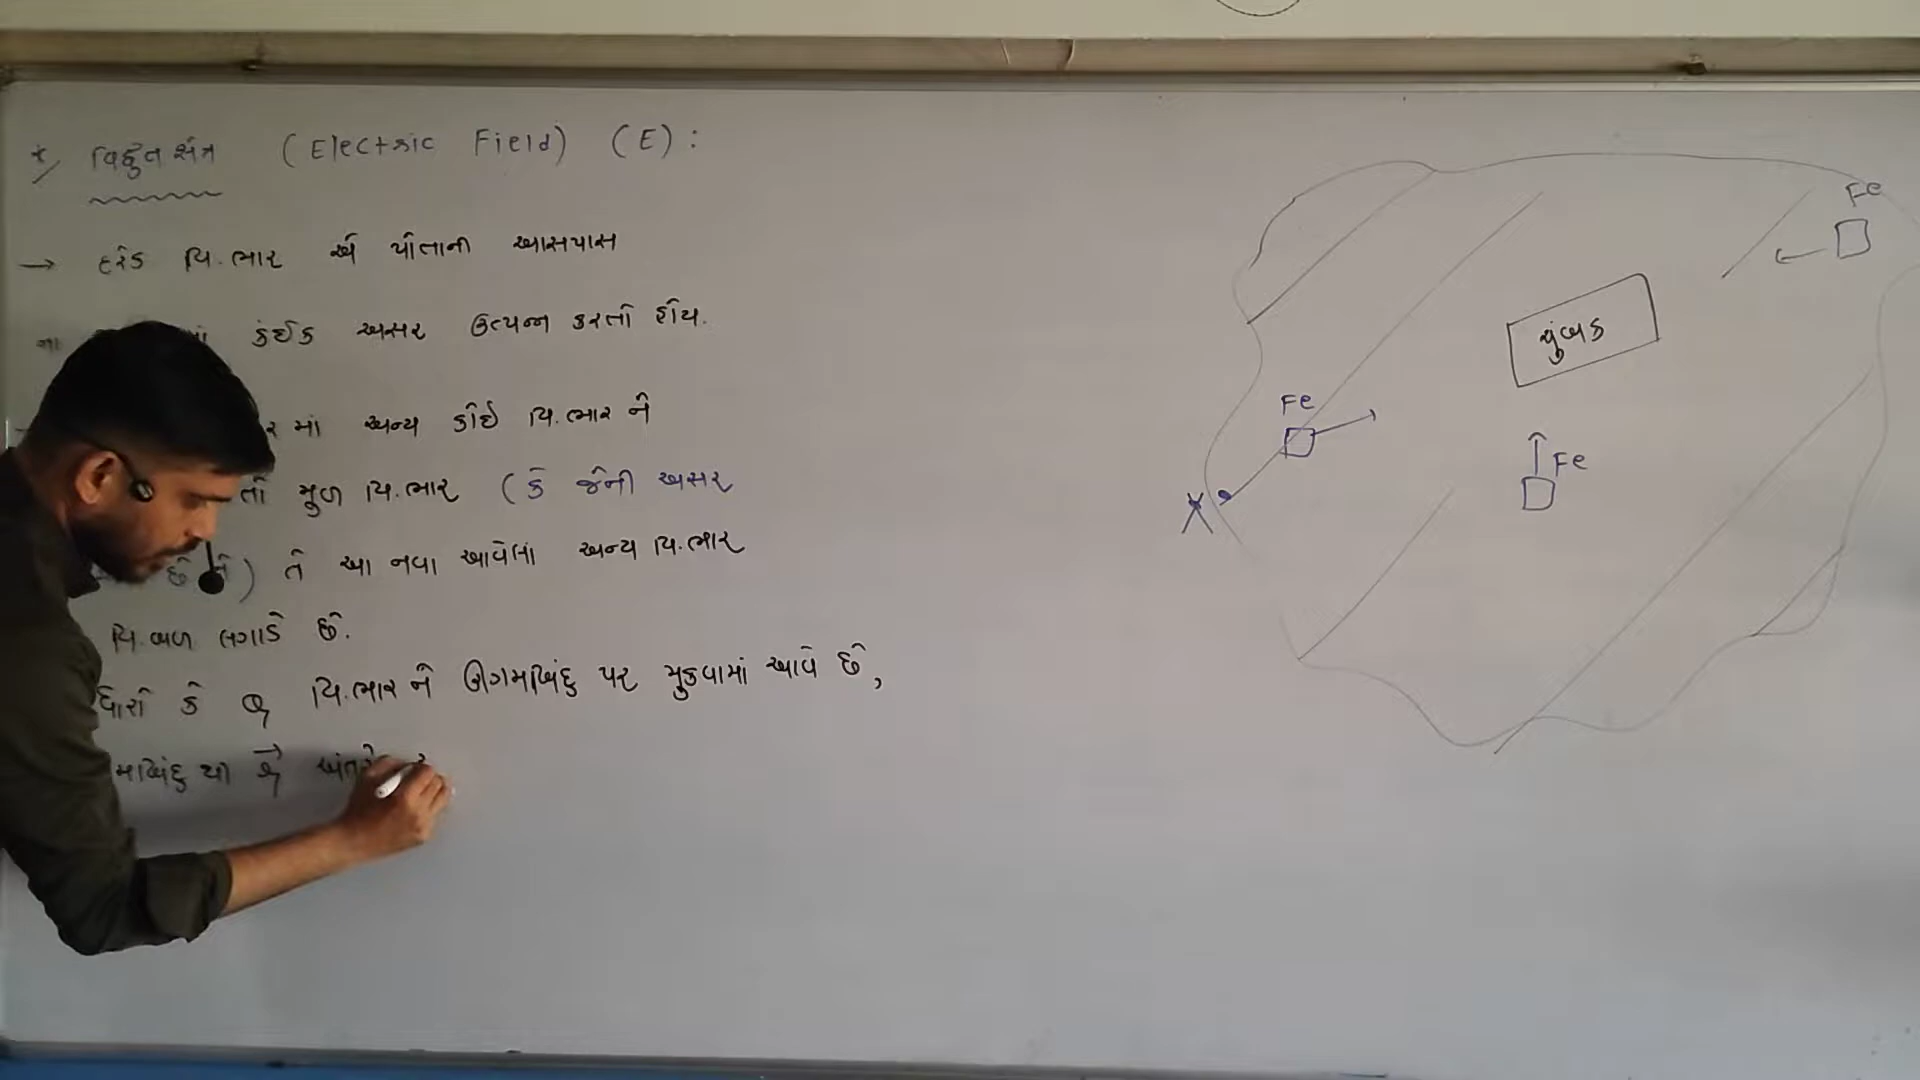 * વિદ્યુતક્ષેત્ર (Electric Field) (E) :
→ દરેક વિ.ભાર એ પોતાની આસપાસ
કંઈક અસર ઉત્પન્ન કરતો હોય.
માં અન્ય કોઈ વિ.ભાર ને
તો મુળ વિ.ભાર (કે જેની અસર
છે તે) તે આ નવા આવેલાં અન્ય વિ.ભાર
વિ.બળ લગાડે છે.
ધારો કે Q વિ.ભાર ને ઊગમબિંદુ પર મુકવામાં આવે છે,
Fe
ચુંબક
Fe
Fe
X